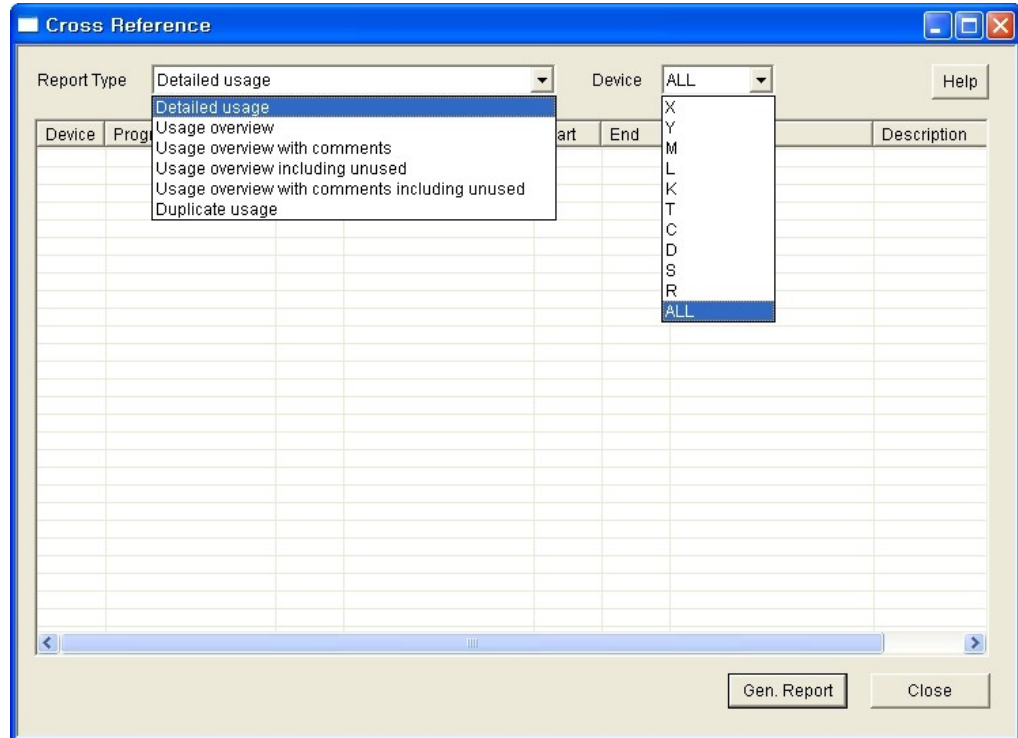 Cross Reference
Report Type Detailed usage Device ALL Help
Detailed usage
Usage overview
Usage overview with comments
Usage overview including unused
Usage overview with comments including unused
Duplicate usage
X
Y
M
L
K
T
C
D
S
R
ALL
Device End Description
Gen. Report Close